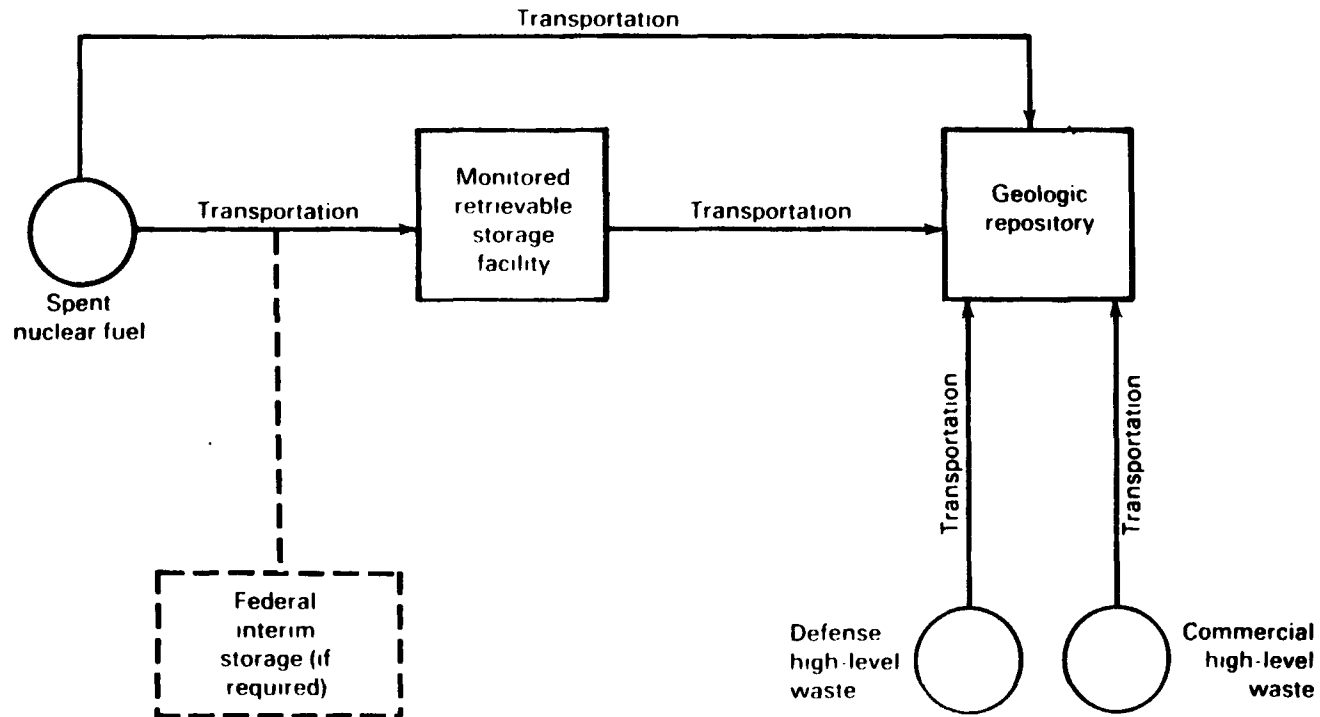 Transportation
Monitored
retrievable
storage
facility
Geologic
repository
Transportation
Transportation
Spent
nuclear fuel
Transportation
Transportation
Federal
interim
storage (if
required)
Defense
high-level
waste
Commercial
high-level
waste